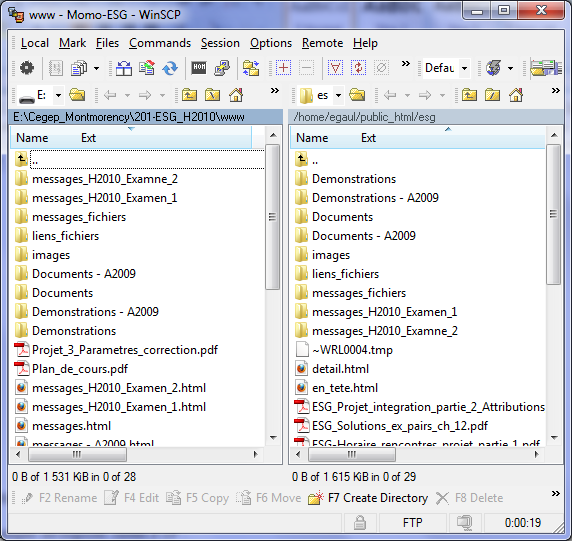 www - Momo-ESG - WinSCP
Local Mark Files Commands Session Options Remote Help
Defau
E: es
E:\Cegep_Montmorency\201-ESG_H2010\www
/home/egaul/public_html/esg
Name Ext
Name Ext
..
messages_H2010_Examne_2
messages_H2010_Examen_1
messages_fichiers
liens_fichiers
images
Documents - A2009
Documents
Demonstrations - A2009
Demonstrations
Projet_3_Parametres_correction.pdf
Plan_de_cours.pdf
messages_H2010_Examen_2.html
messages_H2010_Examen_1.html
messages.html
messages - A2009.html
..
Demonstrations
Demonstrations - A2009
Documents
Documents - A2009
images
liens_fichiers
messages_fichiers
messages_H2010_Examen_1
messages_H2010_Examne_2
~WRL0004.tmp
detail.html
en_tete.html
ESG_Projet_integration_partie_2_Attributions
ESG_Solutions_ex_pairs_ch_12.pdf
ESG-Horaire_rencontres_projet_partie_1.pdf
0 B of 1 531 KiB in 0 of 28
0 B of 1 615 KiB in 0 of 29
F2 Rename F4 Edit F5 Copy F6 Move F7 Create Directory F8 Delete
FTP 0:00:19